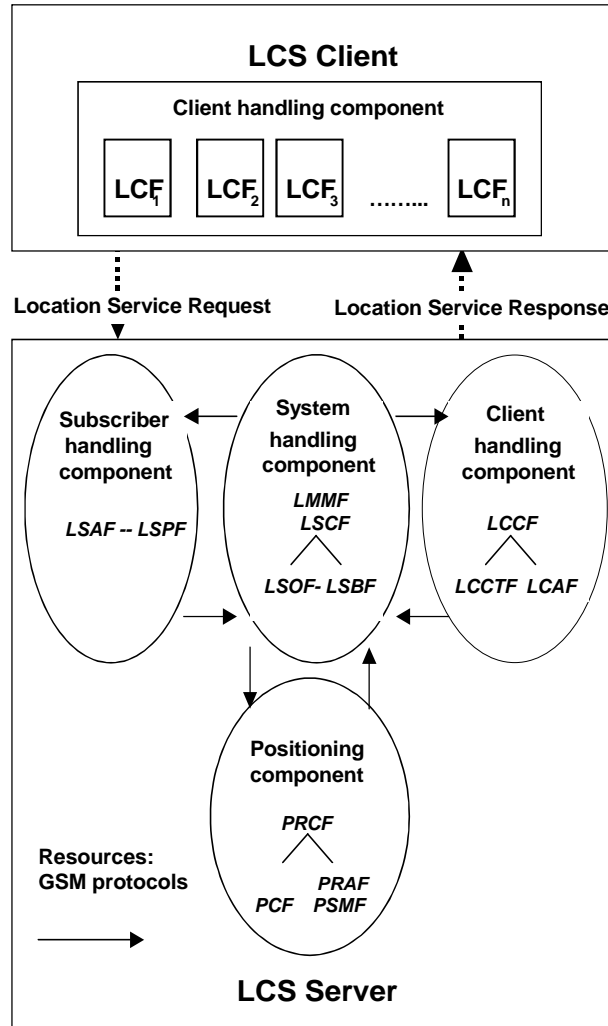 LCS Client
Client handling component
LCF1 LCF2 LCF3 ……... LCFn
Location Service Request
Location Service Response
Subscriber
handling
component
LSAF -- LSPF
System
handling
component
LMMF
LSCF
LSOF- LSBF
Client
handling
component
LCCF
LCCTF LCAF
Positioning
component
PRCF
PRAF
PCF PSMF
Resources:
GSM protocols
LCS Server